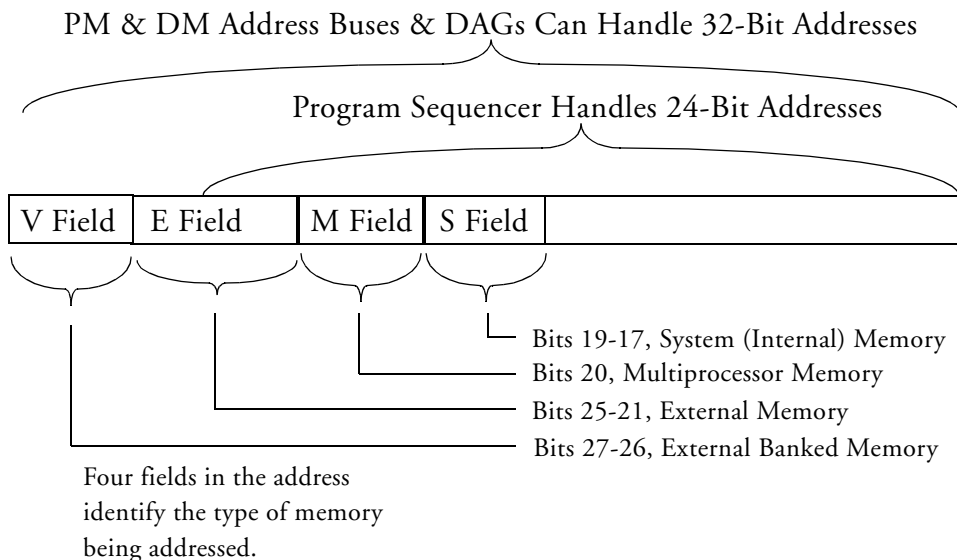 PM & DM Address Buses & DAGs Can Handle 32-Bit Addresses
Program Sequencer Handles 24-Bit Addresses
V Field
E Field
M Field
S Field
Bits 19-17, System (Internal) Memory
Bits 20, Multiprocessor Memory
Bits 25-21, External Memory
Bits 27-26, External Banked Memory
Four fields in the address
identify the type of memory
being addressed.